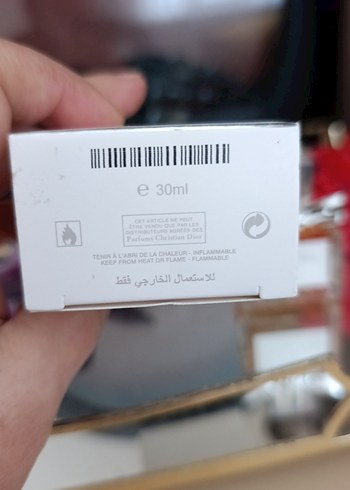 e 30ml
CET ARTICLE NE PEUT
ÊTRE VENDU QUE PAR LES
DISTRIBUTEURS AGRÉÉS DES
Parfums Christian Dior
TENIR À L'ABRI DE LA CHALEUR - INFLAMMABLE
KEEP FROM HEAT OR FLAME - FLAMMABLE
للاستعمال الخارجي فقط